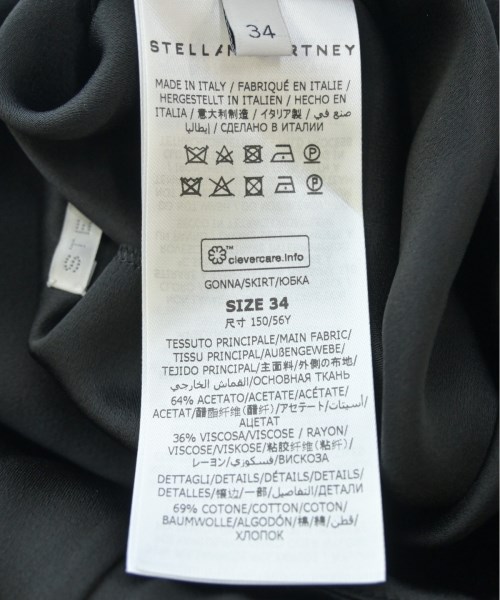 34
STELLA McCARTNEY
MADE IN ITALY / FABRIQUÉ EN ITALIE /
HERGESTELLT IN ITALIEN / HECHO EN
ITALIA / 意大利制造 / イタリア製 / صنع في
إيطاليا / СДЕЛАНО В ИТАЛИИ
clevercare.info
GONNA/SKIRT/ЮБКА
SIZE 34
尺寸 150/56Y
TESSUTO PRINCIPALE/MAIN FABRIC/
TISSU PRINCIPAL/AUßENGEWEBE/
TEJIDO PRINCIPAL/主面料/外側の布地/
القماش الخارجي/ОСНОВНАЯ ТКАНЬ
64% ACETATO/ACETATE/ACÉTATE/
ACETAT/醋酯纤维(醋纤)/アセテート/أسيتات/
АЦЕТАТ
36% VISCOSA/VISCOSE / RAYON/
VISCOSE/VISKOSE/粘胶纤维(粘纤)/
レーヨン/فسكوزي/ВИСКОЗА
DETTAGLI/DETAILS/DÉTAILS/DETAILS/
DETALLES/镶边/一部/التفاصيل/ДЕТАЛИ
69% COTONE/COTTON/COTON/
BAUMWOLLE/ALGODÓN/棉/綿/قطن/
ХЛОПОК
STE